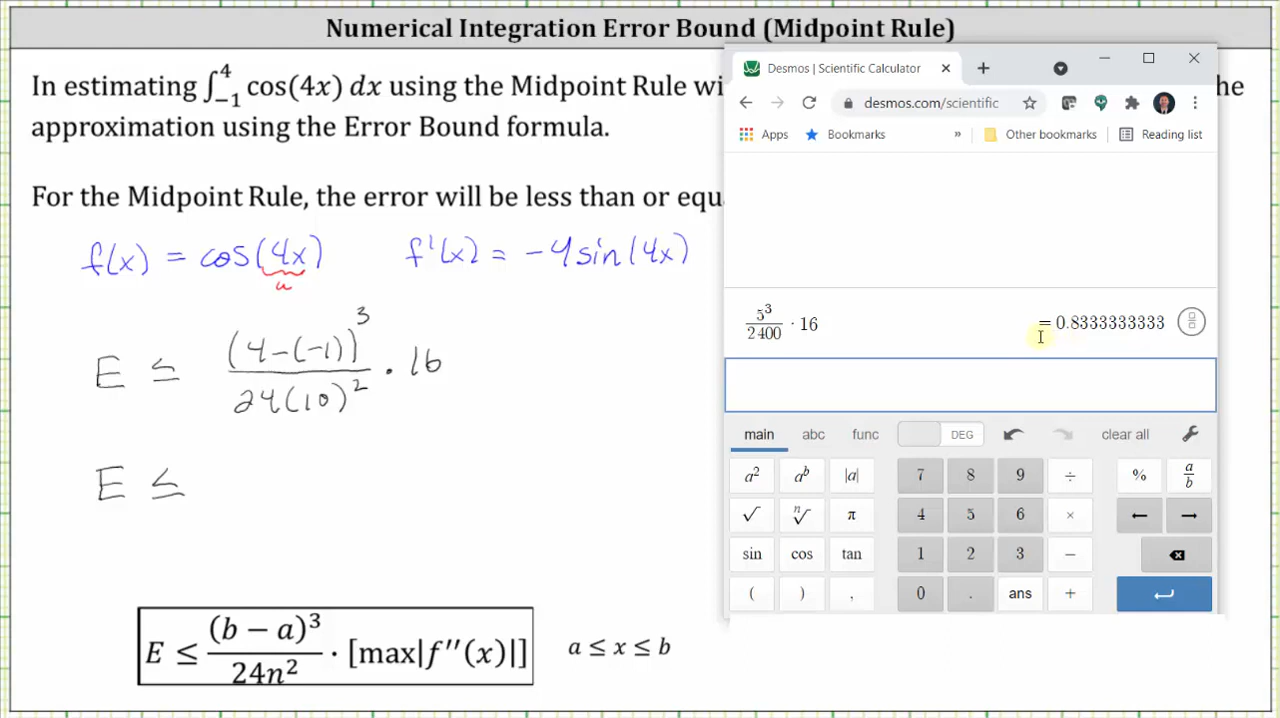 Numerical Integration Error Bound (Midpoint Rule)
In estimating ∫₋₁⁴ cos(4x) dx using the Midpoint Rule wi
the
approximation using the Error Bound formula.
For the Midpoint Rule, the error will be less than or equ
f(x) = cos(4x) f'(x) = -4sin(4x)
u
E ≤ (4-(-1))³ / 24(10)² · 16
E ≤
E ≤ (b − a)³ / 24n² · [max|f''(x)|] a ≤ x ≤ b
Desmos | Scientific Calculator
desmos.com/scientific
Apps Bookmarks » Other bookmarks Reading list
5³ / 2400 · 16 = 0.8333333333
main abc func DEG clear all
a² aᵇ |a| 7 8 9 ÷ % a/b
√ ⁿ√ π 4 5 6 × ← →
sin cos tan 1 2 3 −
( ) , 0 . ans +